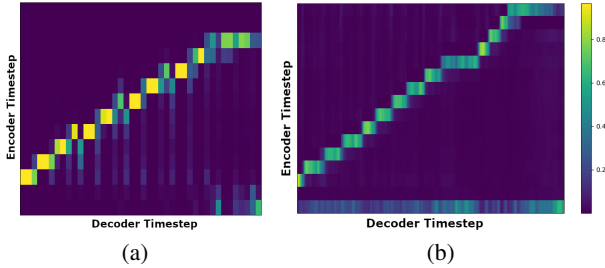 Encoder Timestep
Decoder Timestep
(a)
Encoder Timestep
Decoder Timestep
(b)
0.8
0.6
0.4
0.2